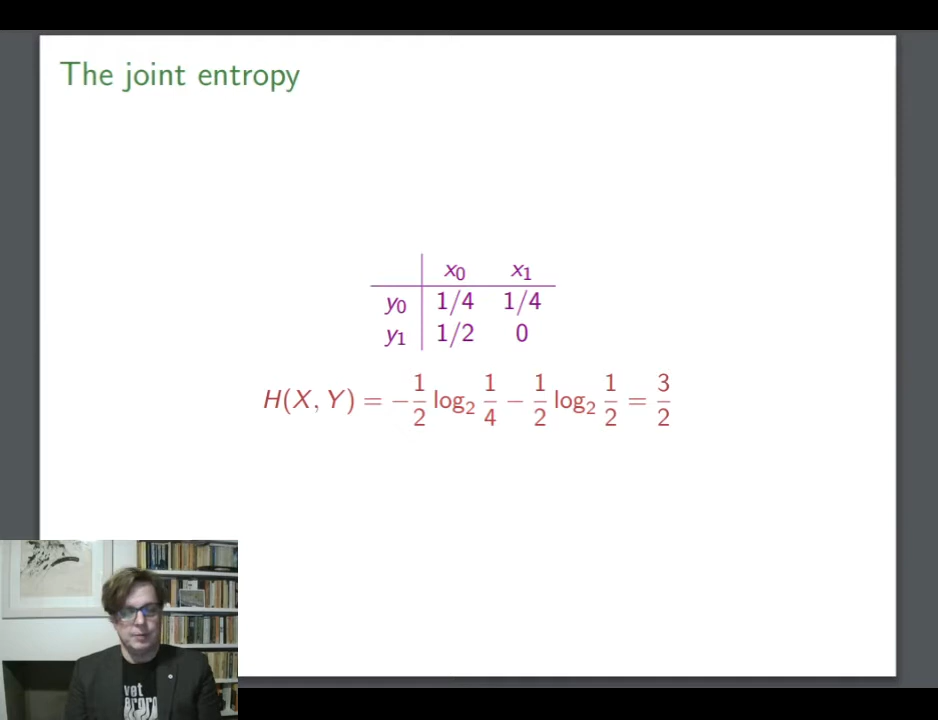 The joint entropy
x₀ x₁
y₀ 1/4 1/4
y₁ 1/2 0
H(X, Y) = −1/2 log₂ 1/4 − 1/2 log₂ 1/2 = 3/2
vet